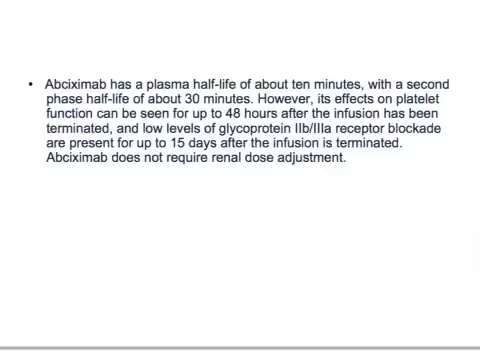 • Abciximab has a plasma half-life of about ten minutes, with a second
phase half-life of about 30 minutes. However, its effects on platelet
function can be seen for up to 48 hours after the infusion has been
terminated, and low levels of glycoprotein IIb/IIIa receptor blockade
are present for up to 15 days after the infusion is terminated.
Abciximab does not require renal dose adjustment.